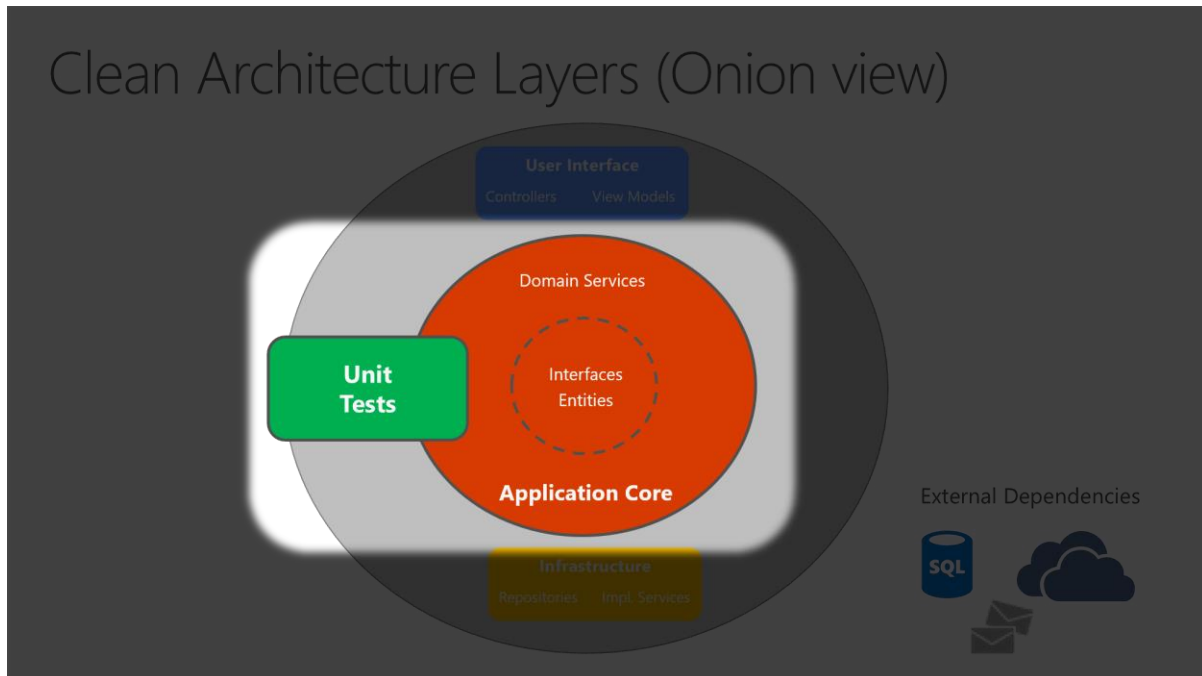 Clean Architecture Layers (Onion view)
User Interface
Controllers View Models
Domain Services
Unit
Tests
Interfaces
Entities
Application Core
External Dependencies
Infrastructure
SQL
Repositories Impl. Services